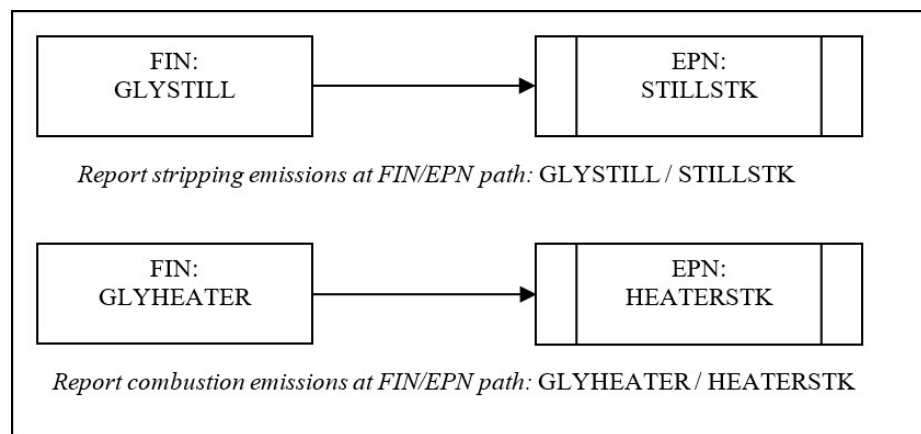 FIN:
GLYSTILL
EPN:
STILLSTK
Report stripping emissions at FIN/EPN path: GLYSTILL / STILLSTK
FIN:
GLYHEATER
EPN:
HEATERSTK
Report combustion emissions at FIN/EPN path: GLYHEATER / HEATERSTK